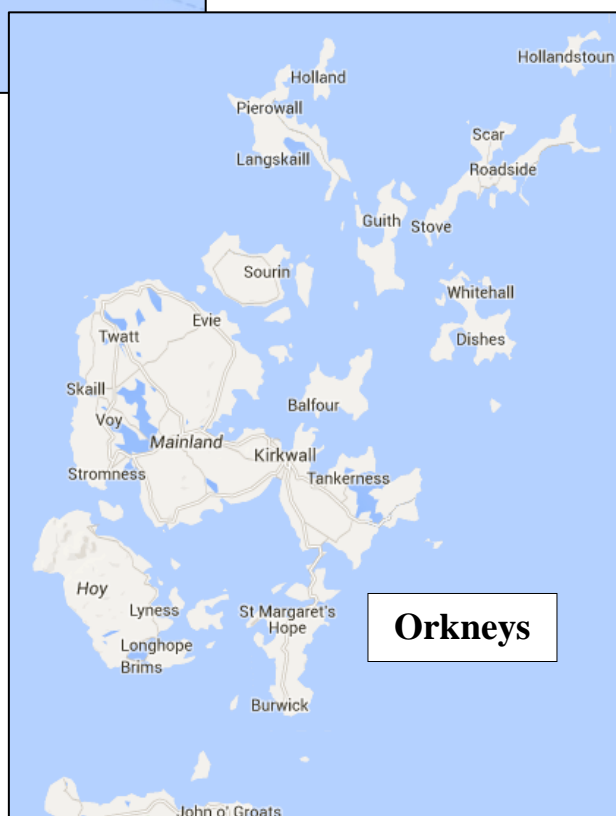 Hollandstoun
Holland
Pierowall
Scar
Langskaill
Roadside
Guith
Stove
Sourin
Whitehall
Evie
Twatt
Dishes
Skaill
Balfour
Voy
Mainland
Kirkwall
Stromness
Tankerness
Hoy
Lyness
St Margaret's
Hope
Orkneys
Longhope
Brims
Burwick
John o' Groats